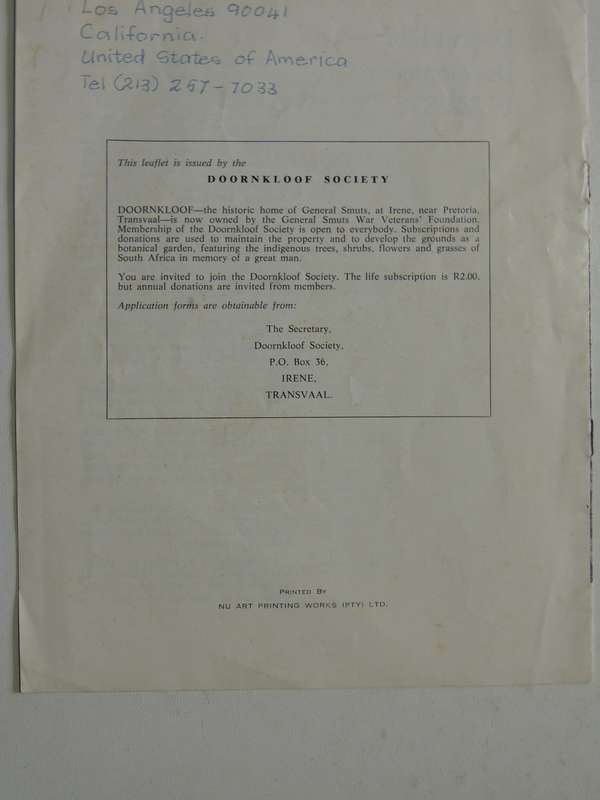 Los Angeles 90041
California.
United States of America
Tel (213) 257-7033
This leaflet is issued by the
DOORNKLOOF SOCIETY
DOORNKLOOF—the historic home of General Smuts, at Irene, near Pretoria,
Transvaal—is now owned by the General Smuts War Veterans' Foundation.
Membership of the Doornkloof Society is open to everybody. Subscriptions and
donations are used to maintain the property and to develop the grounds as a
botanical garden, featuring the indigenous trees, shrubs, flowers and grasses of
South Africa in memory of a great man.
You are invited to join the Doornkloof Society. The life subscription is R2.00,
but annual donations are invited from members.
Application forms are obtainable from:
The Secretary,
Doornkloof Society,
P.O. Box 36,
IRENE,
TRANSVAAL.
PRINTED BY
NU ART PRINTING WORKS (PTY) LTD.